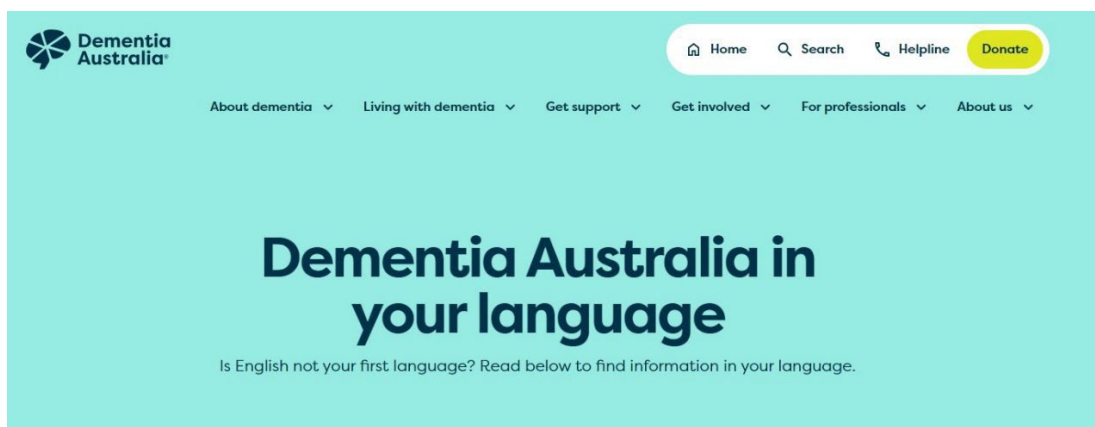 Dementia
Australia®
Home Search Helpline Donate
About dementia Living with dementia Get support Get involved For professionals About us
Dementia Australia in
your language
Is English not your first language? Read below to find information in your language.